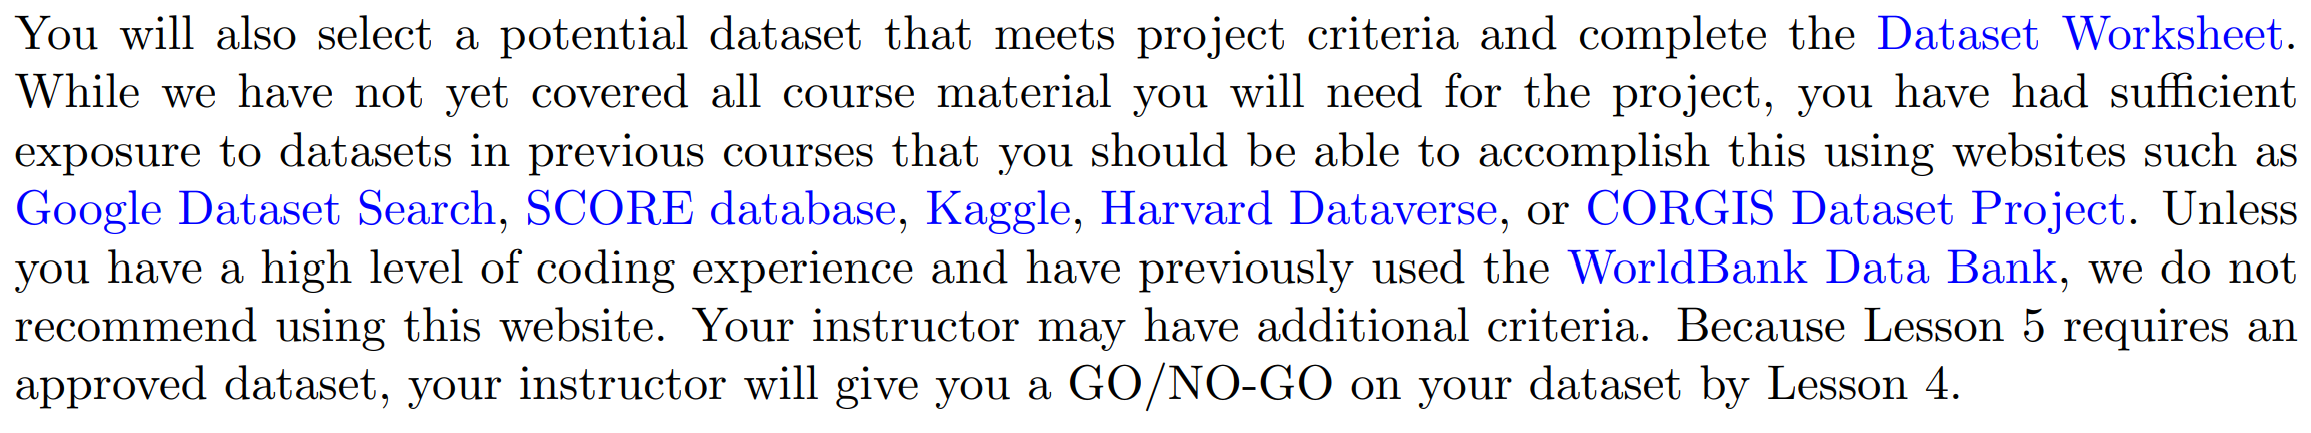 You will also select a potential dataset that meets project criteria and complete the Dataset Worksheet.
While we have not yet covered all course material you will need for the project, you have had sufficient
exposure to datasets in previous courses that you should be able to accomplish this using websites such as
Google Dataset Search, SCORE database, Kaggle, Harvard Dataverse, or CORGIS Dataset Project. Unless
you have a high level of coding experience and have previously used the WorldBank Data Bank, we do not
recommend using this website. Your instructor may have additional criteria. Because Lesson 5 requires an
approved dataset, your instructor will give you a GO/NO-GO on your dataset by Lesson 4.